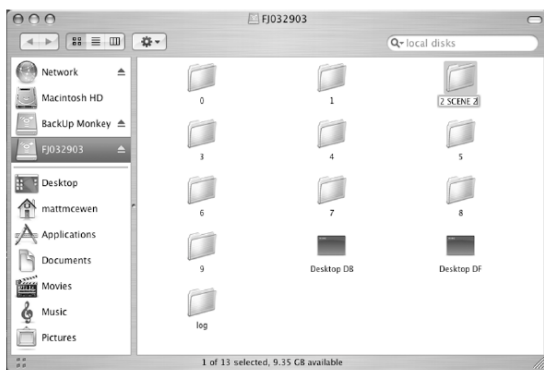 FJ032903
local disks
Network
Macintosh HD
BackUp Monkey
FJ032903
Desktop
mattmcewen
Applications
Documents
Movies
Music
Pictures
0 1 2 SCENE 2
3 4 5
6 7 8
9 Desktop DB Desktop DF
log
1 of 13 selected, 9.35 GB available